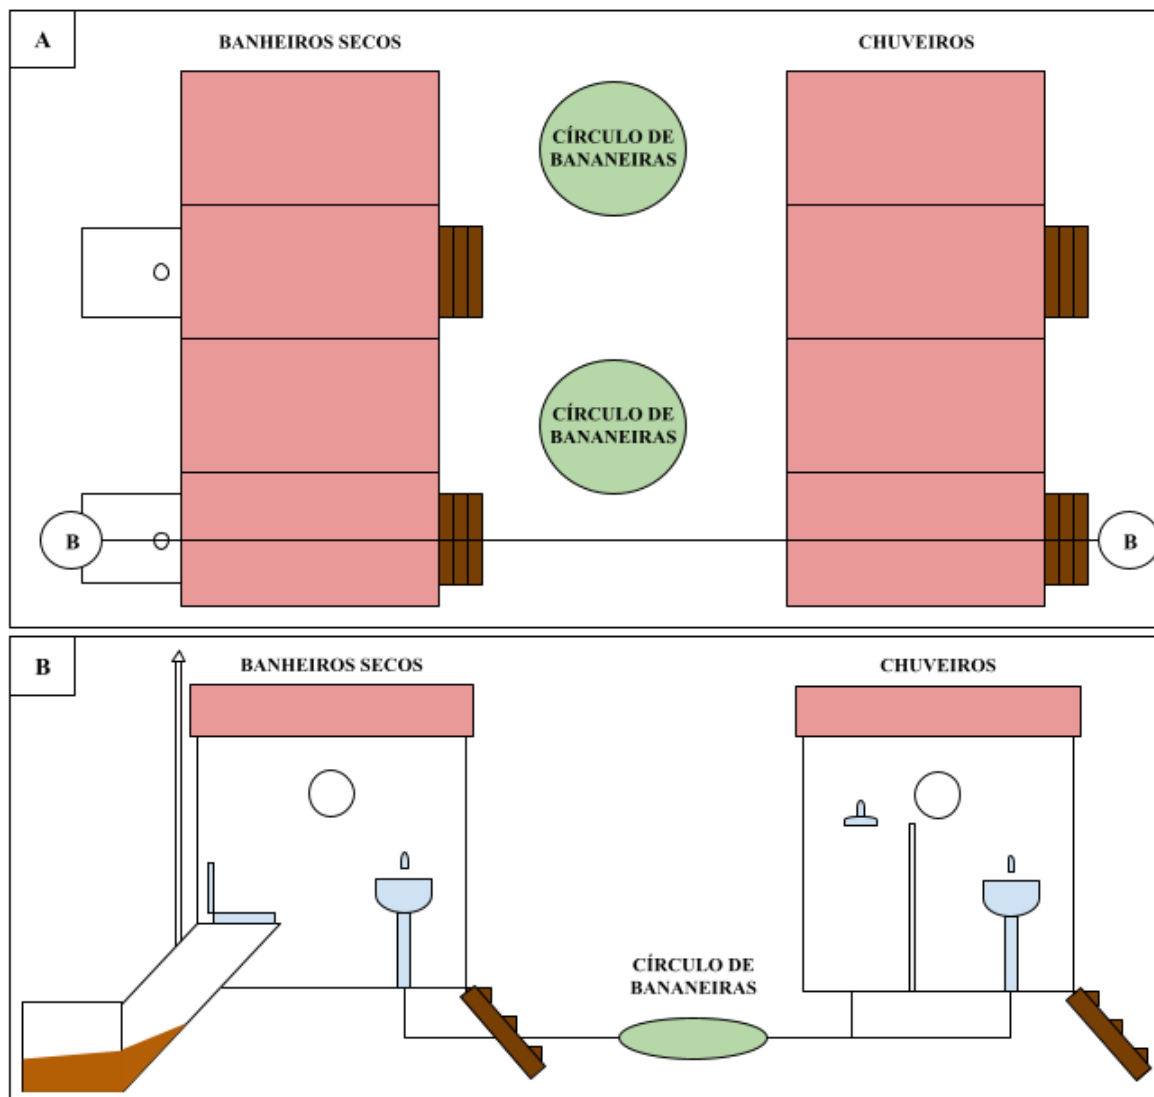 A
BANHEIROS SECOS
CHUVEIROS
CÍRCULO DE
BANANEIRAS
CÍRCULO DE
BANANEIRAS
B
B
B
BANHEIROS SECOS
CHUVEIROS
CÍRCULO DE
BANANEIRAS